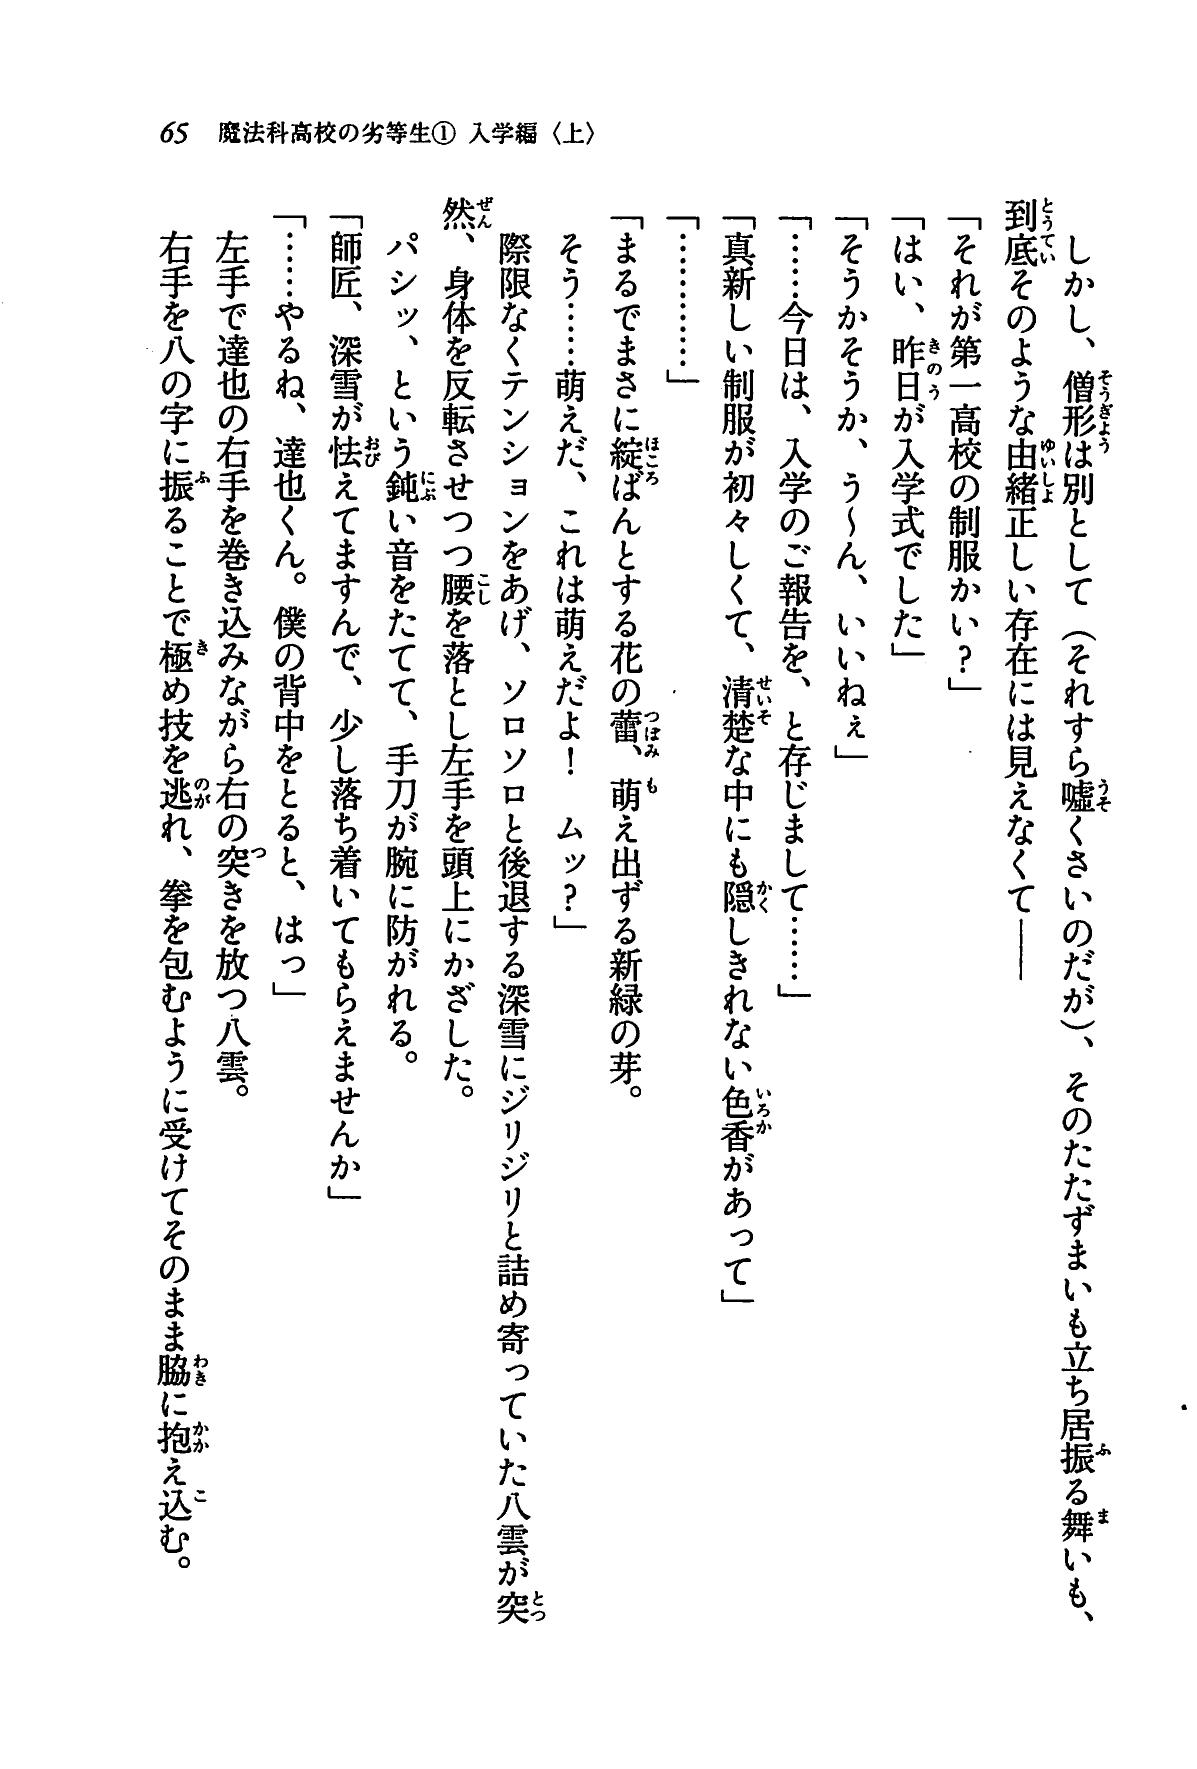 65 魔法科高校の劣等生① 入学編〈上〉
しかし、僧形は別として（それすら嘘くさいのだが）、そのたたずまいも立ち居振る舞いも、
到底そのような由緒正しい存在には見えなくて――
「それが第一高校の制服かい？」
「はい、昨日が入学式でした」
「そうかそうか、う～ん、いいねぇ」
「……今日は、入学のご報告を、と存じまして……」
「真新しい制服が初々しくて、清楚な中にも隠しきれない色香があって」
「…………」
「まるでまさに綻ばんとする花の蕾、萌え出ずる新緑の芽。
そう……萌えだ、これは萌えだよ！　ムッ？」
際限なくテンションをあげ、ソロソロと後退する深雪にジリジリと詰め寄っていた八雲が突
然、身体を反転させつつ腰を落とし左手を頭上にかざした。
パシッ、という鈍い音をたてて、手刀が腕に防がれる。
「師匠、深雪が怯えてますんで、少し落ち着いてもらえませんか」
「……やるね、達也くん。僕の背中をとると、はっ」
左手で達也の右手を巻き込みながら右の突きを放つ八雲。
右手を八の字に振ることで極め技を逃れ、拳を包むように受けてそのまま脇に抱え込む。